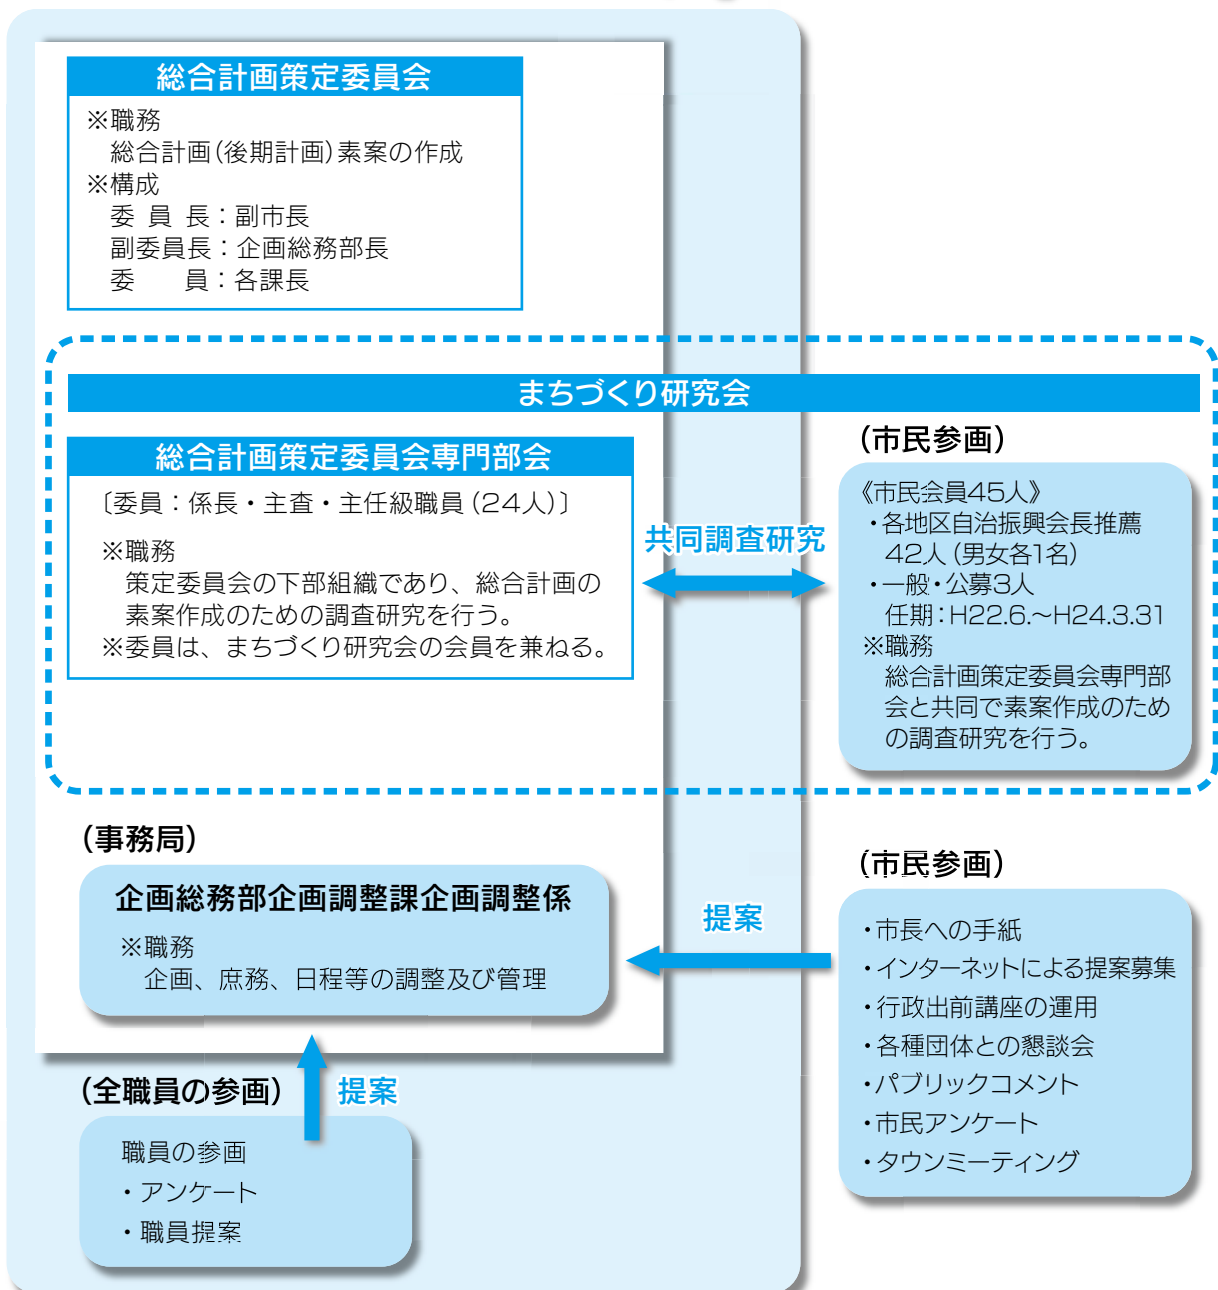 総合計画策定委員会
※職務
総合計画(後期計画)素案の作成
※構成
委 員 長：副市長
副委員長：企画総務部長
委　　員：各課長
まちづくり研究会
総合計画策定委員会専門部会
〔委員：係長・主査・主任級職員(24人)〕
※職務
策定委員会の下部組織であり、総合計画の
素案作成のための調査研究を行う。
※委員は、まちづくり研究会の会員を兼ねる。
共同調査研究
(市民参画)
《市民会員45人》
・各地区自治振興会長推薦
42人(男女各1名)
・一般・公募3人
任期：H22.6.～H24.3.31
※職務
総合計画策定委員会専門部
会と共同で素案作成のため
の調査研究を行う。
(事務局)
企画総務部企画調整課企画調整係
※職務
企画、庶務、日程等の調整及び管理
提案
(市民参画)
・市長への手紙
・インターネットによる提案募集
・行政出前講座の運用
・各種団体との懇談会
・パブリックコメント
・市民アンケート
・タウンミーティング
(全職員の参画)
提案
職員の参画
・アンケート
・職員提案